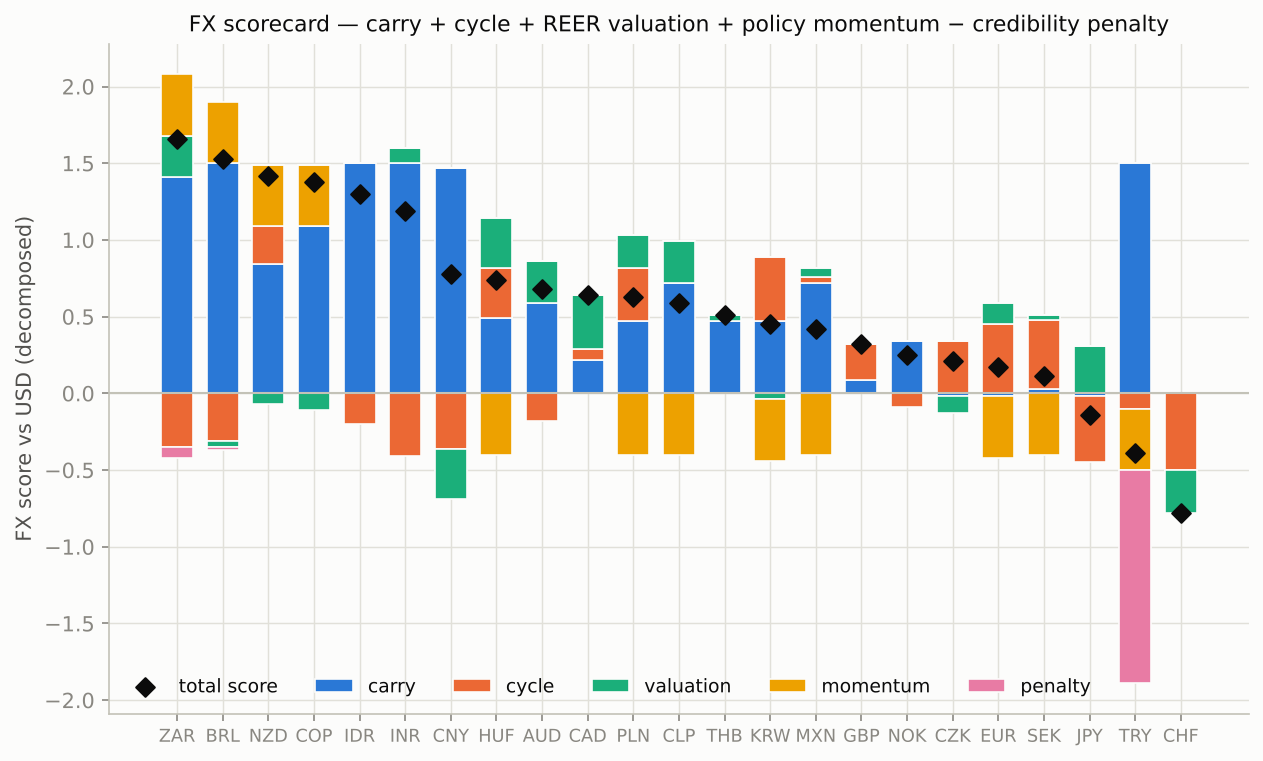 FX scorecard — carry + cycle + REER valuation + policy momentum − credibility penalty
FX score vs USD (decomposed)
2.0
1.5
1.0
0.5
0.0
−0.5
−1.0
−1.5
−2.0
total score carry cycle valuation momentum penalty
ZAR BRL NZD COP IDR INR CNY HUF AUD CAD PLN CLP THB KRW MXN GBP NOK CZK EUR SEK JPY TRY CHF